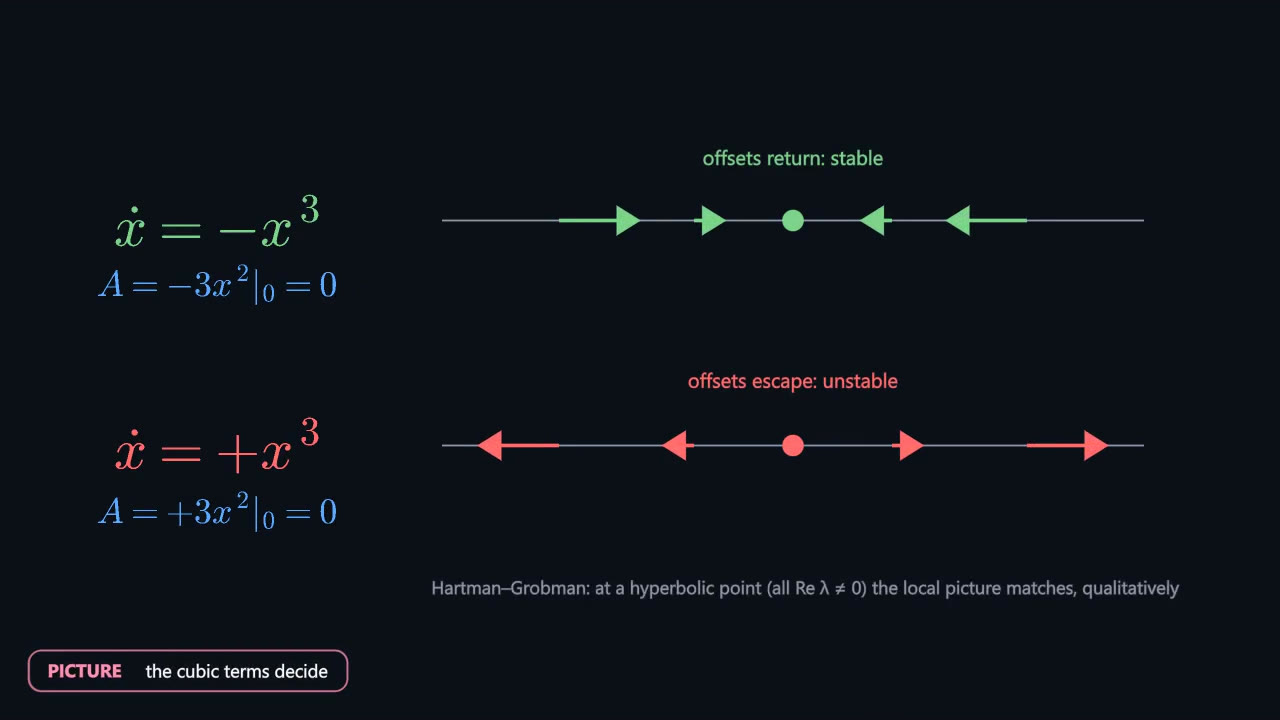 offsets return: stable
ẋ = −x³
A = −3x²|₀ = 0
offsets escape: unstable
ẋ = +x³
A = +3x²|₀ = 0
Hartman–Grobman: at a hyperbolic point (all Re λ ≠ 0) the local picture matches, qualitatively
PICTURE the cubic terms decide